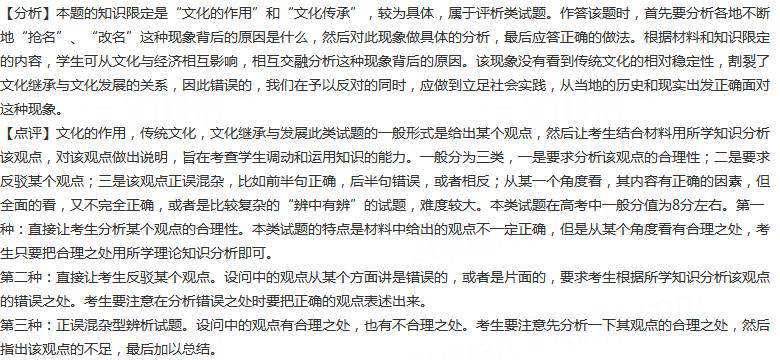 【分析】本题的知识限定是“文化的作用”和“文化传承”，较为具体，属于评析类试题。作答该题时，首先要分析各地不断
地“抢名”、“改名”这种现象背后的原因是什么，然后对此现象做具体的分析，最后应答正确的做法。根据材料和知识限定
的内容，学生可从文化与经济相互影响，相互交融分析这种现象背后的原因。该现象没有看到传统文化的相对稳定性，割裂了
文化继承与文化发展的关系，因此错误的，我们在予以反对的同时，应做到立足社会实践，从当地的历史和现实出发正确面对
这种现象。
【点评】文化的作用，传统文化，文化继承与发展此类试题的一般形式是给出某个观点，然后让考生结合材料用所学知识分析
该观点，对该观点做出说明，旨在考查学生调动和运用知识的能力。一般分为三类，一是要求分析该观点的合理性；二是要求
反驳某个观点；三是该观点正误混杂，比如前半句正确，后半句错误，或者相反；从某一个角度看，其内容有正确的因素，但
全面的看，又不完全正确，或者是比较复杂的“辨中有辨”的试题，难度较大。本类试题在高考中一般分值为8分左右。第一
种：直接让考生分析某个观点的合理性。本类试题的特点是材料中给出的观点不一定正确，但是从某个角度看有合理之处，考
生只要把合理之处用所学理论知识分析即可。
第二种：直接让考生反驳某个观点。设问中的观点从某个方面讲是错误的，或者是片面的，要求考生根据所学知识分析该观点
的错误之处。考生要注意在分析错误之处时要把正确的观点表述出来。
第三种：正误混杂型辨析试题。设问中的观点有合理之处，也有不合理之处。考生要注意先分析一下其观点的合理之处，然后
指出该观点的不足，最后加以总结。